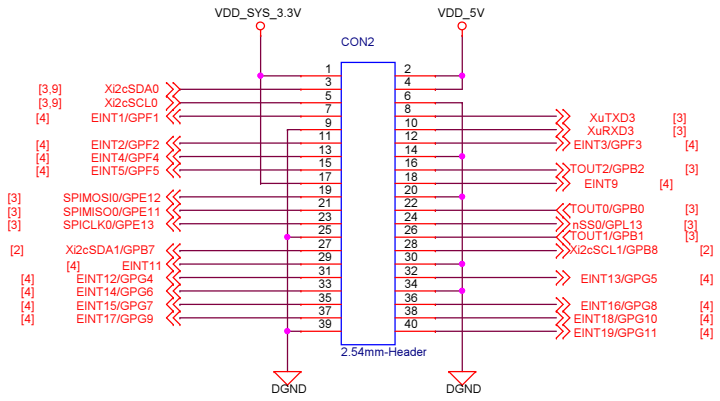 VDD_SYS_3.3V VDD_5V
CON2
1 2
[3,9] Xi2cSDA0 3 4
[3,9] Xi2cSCL0 5 6
[4] EINT1/GPF1 7 8 XuTXD3 [3]
9 10 XuRXD3 [3]
[4] EINT2/GPF2 11 12 EINT3/GPF3 [4]
[4] EINT4/GPF4 13 14
[4] EINT5/GPF5 15 16 TOUT2/GPB2 [3]
17 18 EINT9 [4]
[3] SPIMOSI0/GPE12 19 20
[3] SPIMISO0/GPE11 21 22 TOUT0/GPB0 [3]
[3] SPICLK0/GPE13 23 24 nSS0/GPL13 [3]
25 26 TOUT1/GPB1 [3]
[2] Xi2cSDA1/GPB7 27 28 Xi2cSCL1/GPB8 [2]
[4] EINT11 29 30
[4] EINT12/GPG4 31 32 EINT13/GPG5 [4]
[4] EINT14/GPG6 33 34
[4] EINT15/GPG7 35 36 EINT16/GPG8 [4]
[4] EINT17/GPG9 37 38 EINT18/GPG10 [4]
39 40 EINT19/GPG11 [4]
2.54mm-Header
DGND DGND